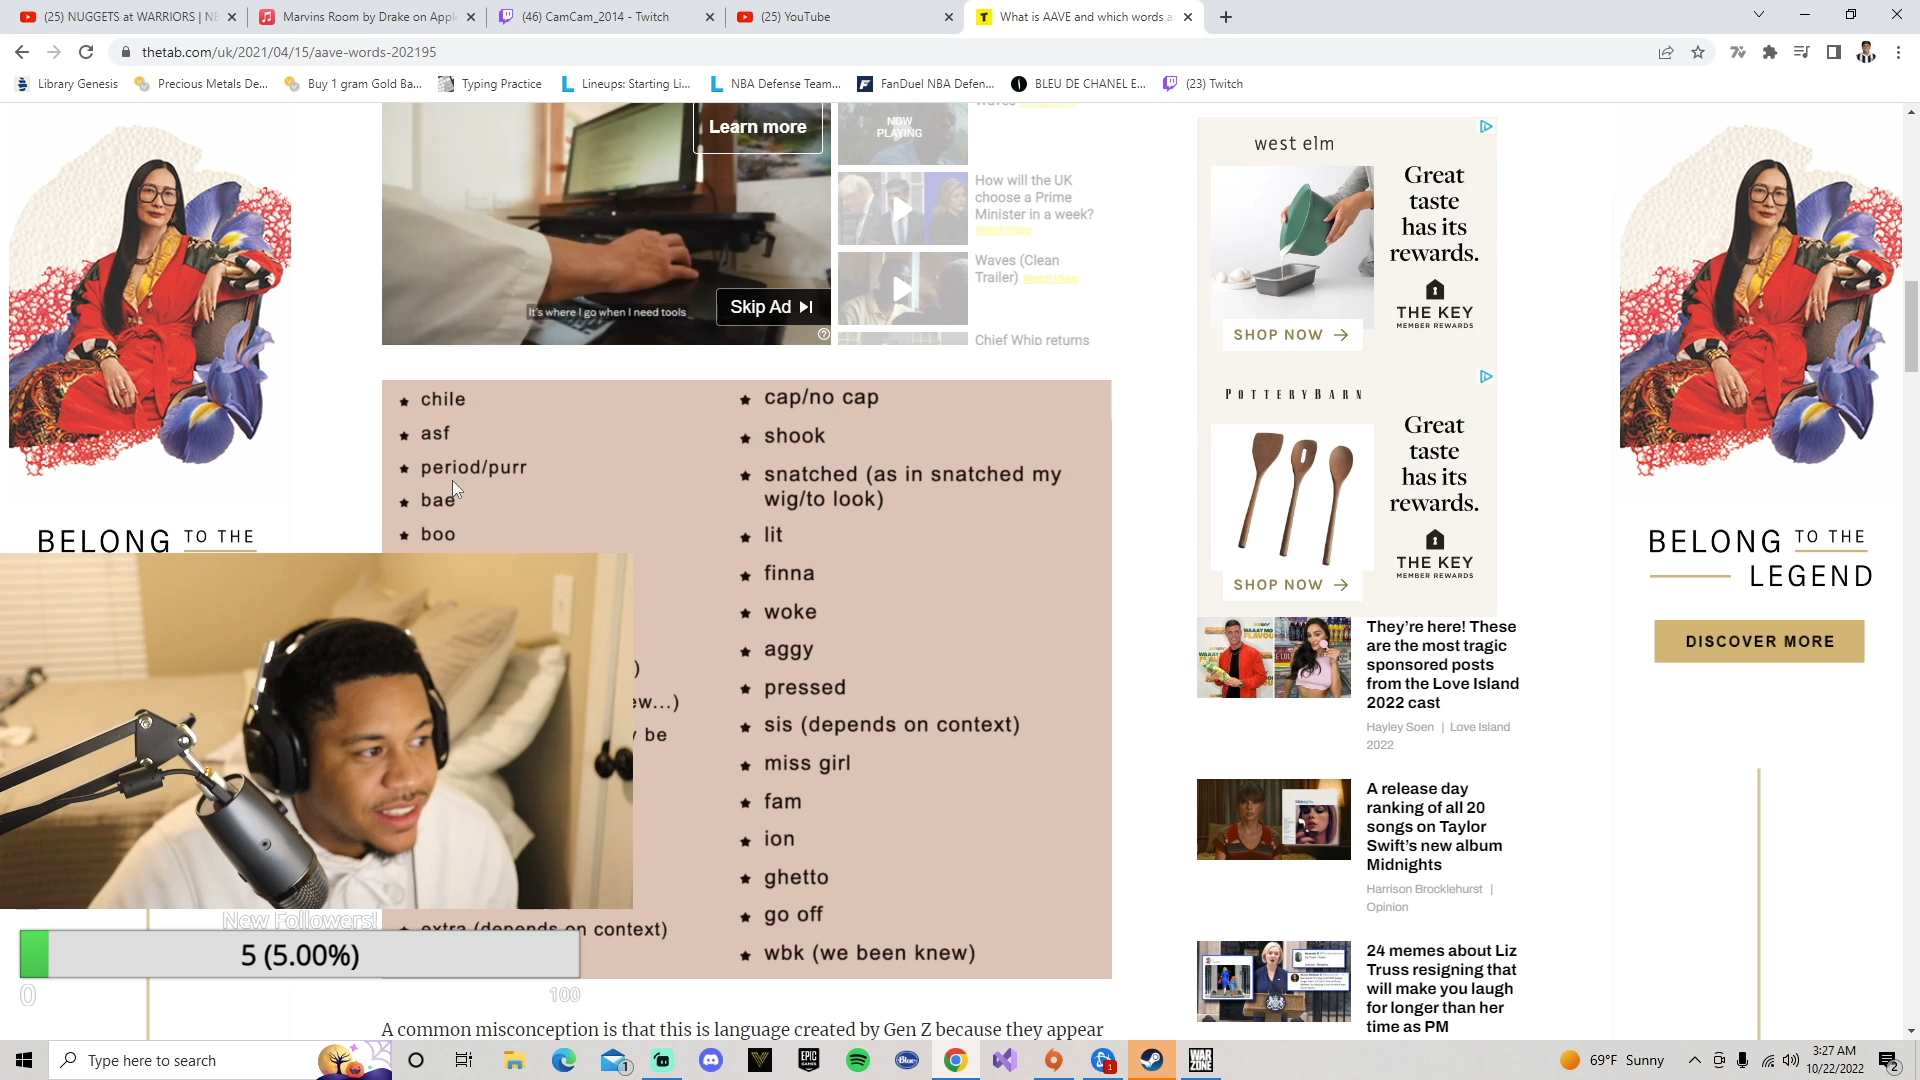 (25) NUGGETS at WARRIORS | NE
Marvins Room by Drake on Apple
(46) CamCam_2014 - Twitch
(25) YouTube
What is AAVE and which words a
thetab.com/uk/2021/04/15/aave-words-202195
Library Genesis
Precious Metals De...
Buy 1 gram Gold Ba...
Typing Practice
Lineups: Starting Li...
NBA Defense Team...
FanDuel NBA Defen...
BLEU DE CHANEL E...
(23) Twitch
Learn more
It's where I go when I need tools
Skip Ad
NOW
PLAYING
How will the UK
choose a Prime
Minister in a week?
Watch Video
Waves (Clean
Trailer) Watch Video
Chief Whip returns
chile
asf
period/purr
bae
boo
)
ew...)
y be
extra (depends on context)
cap/no cap
shook
snatched (as in snatched my
wig/to look)
lit
finna
woke
aggy
pressed
sis (depends on context)
miss girl
fam
ion
ghetto
go off
wbk (we been knew)
A common misconception is that this is language created by Gen Z because they appear
BELONG TO THE
New Followers!
5 (5.00%)
0
100
west elm
Great
taste
has its
rewards.
THE KEY
MEMBER REWARDS
SHOP NOW
POTTERY BARN
Great
taste
has its
rewards.
THE KEY
MEMBER REWARDS
SHOP NOW
They're here! These
are the most tragic
sponsored posts
from the Love Island
2022 cast
Hayley Soen | Love Island
2022
A release day
ranking of all 20
songs on Taylor
Swift's new album
Midnights
Harrison Brocklehurst |
Opinion
24 memes about Liz
Truss resigning that
will make you laugh
for longer than her
time as PM
BELONG TO THE
LEGEND
DISCOVER MORE
Type here to search
69°F Sunny
3:27 AM
10/22/2022